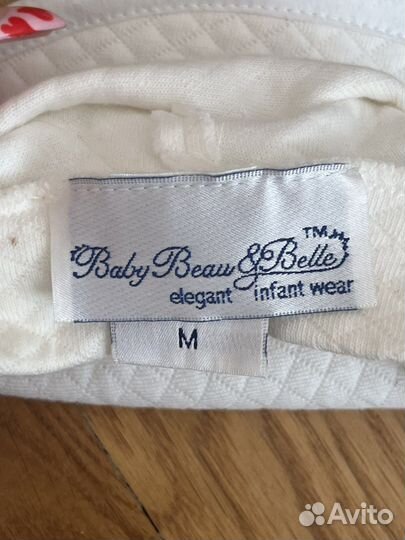 Baby Beau & Belle™
elegant infant wear
M
Avito